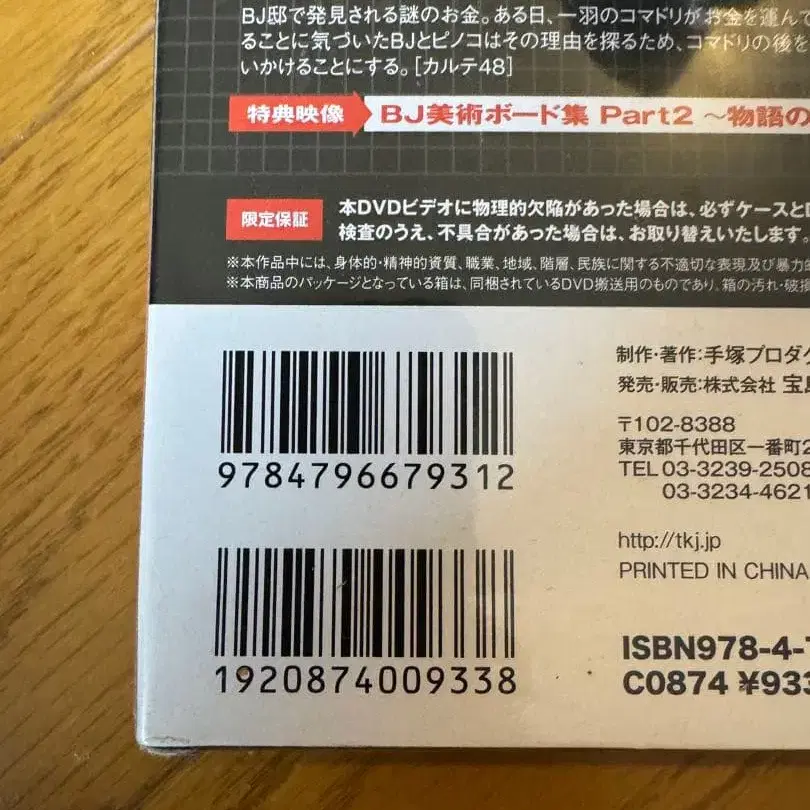 BJ邸で発見される謎のお金。ある日、一羽のコマドリがお金を運んで
ることに気づいたBJとピノコはその理由を探るため、コマドリの後を
いかけることにする。[カルテ48]
特典映像 BJ美術ボード集 Part2 ～物語の
限定保証
本DVDビデオに物理的欠陥があった場合は、必ずケースと
検査のうえ、不具合があった場合は、お取り替えいたします。
※本作品中には、身体的・精神的資質、職業、地域、階層、民族に関する不適切な表現及び暴力的
※本商品のパッケージとなっている箱は、同梱されているDVD搬送用のものであり、箱の汚れ・破損
制作・著作：手塚プロダク
発売・販売：株式会社 宝島
9784796679312
〒102-8388
東京都千代田区一番町2
TEL 03-3239-2508
03-3234-4621
http://tkj.jp
PRINTED IN CHINA
ISBN978-4-7
C0874 ¥933
1920874009338